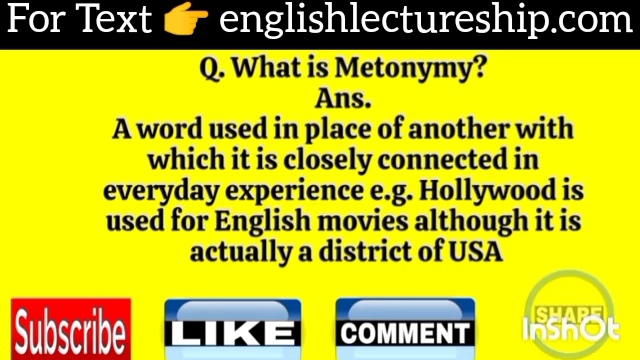 For Text 👉 englishlectureship.com
Q. What is Metonymy?
Ans.
A word used in place of another with
which it is closely connected in
everyday experience e.g. Hollywood is
used for English movies although it is
actually a district of USA
Subscribe
LIKE
COMMENT
SHARE
InShOt